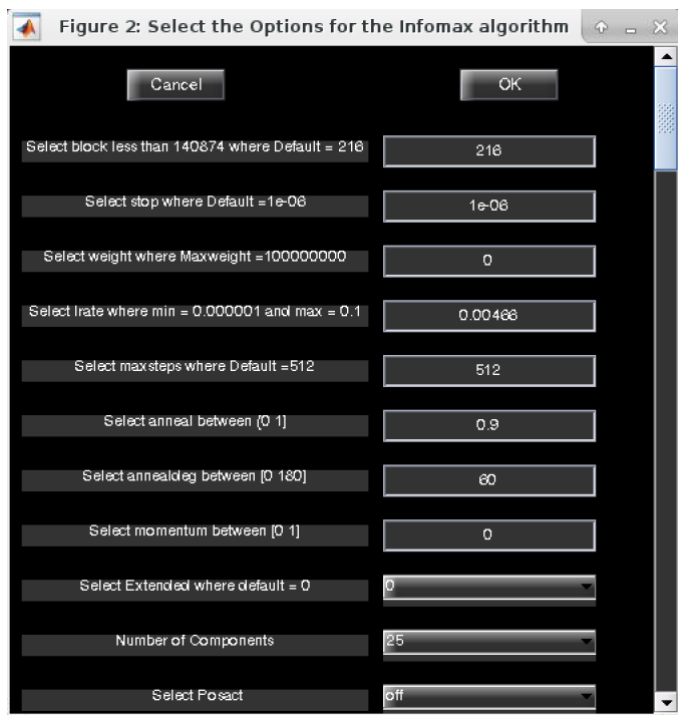 Figure 2: Select the Options for the Infomax algorithm
Cancel OK
Select block less than 140874 where Default = 216 216
Select stop where Default =1e-06 1e-06
Select weight where Maxweight =100000000 0
Select lrate where min = 0.000001 and max = 0.1 0.00466
Select maxsteps where Default =512 512
Select anneal between (0 1] 0.9
Select annealdeg between [0 180] 60
Select momentum between [0 1] 0
Select Extended where default = 0 0
Number of Components 25
Select Posact off